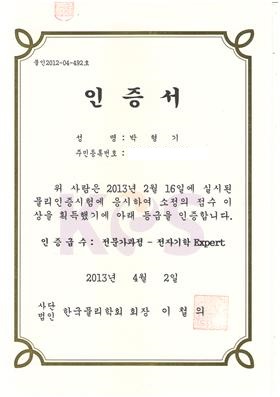 물인2012-04-492호
인 증 서
성 명 : 박 형 기
주민등록번호 :
위 사람은 2013년 2월 16일에 실시된
물리인증시험에 응시하여 소정의 점수 이
상을 획득했기에 아래 등급을 인증합니다.
인 증 급 수 : 전문가과정 - 전자기학 Expert
2013년 4월 2일
사단
법인 한국물리학회 회장 이 철 의
KPS